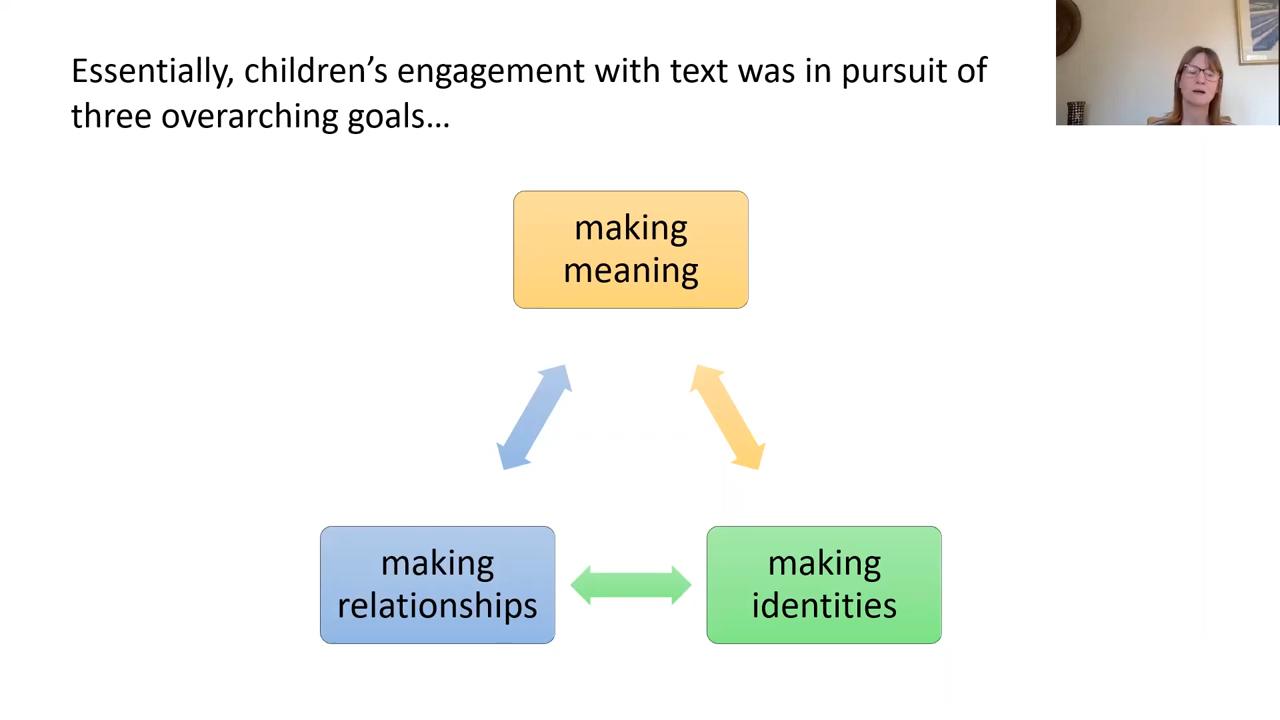 Essentially, children’s engagement with text was in pursuit of
three overarching goals…
making
meaning
making
relationships
making
identities